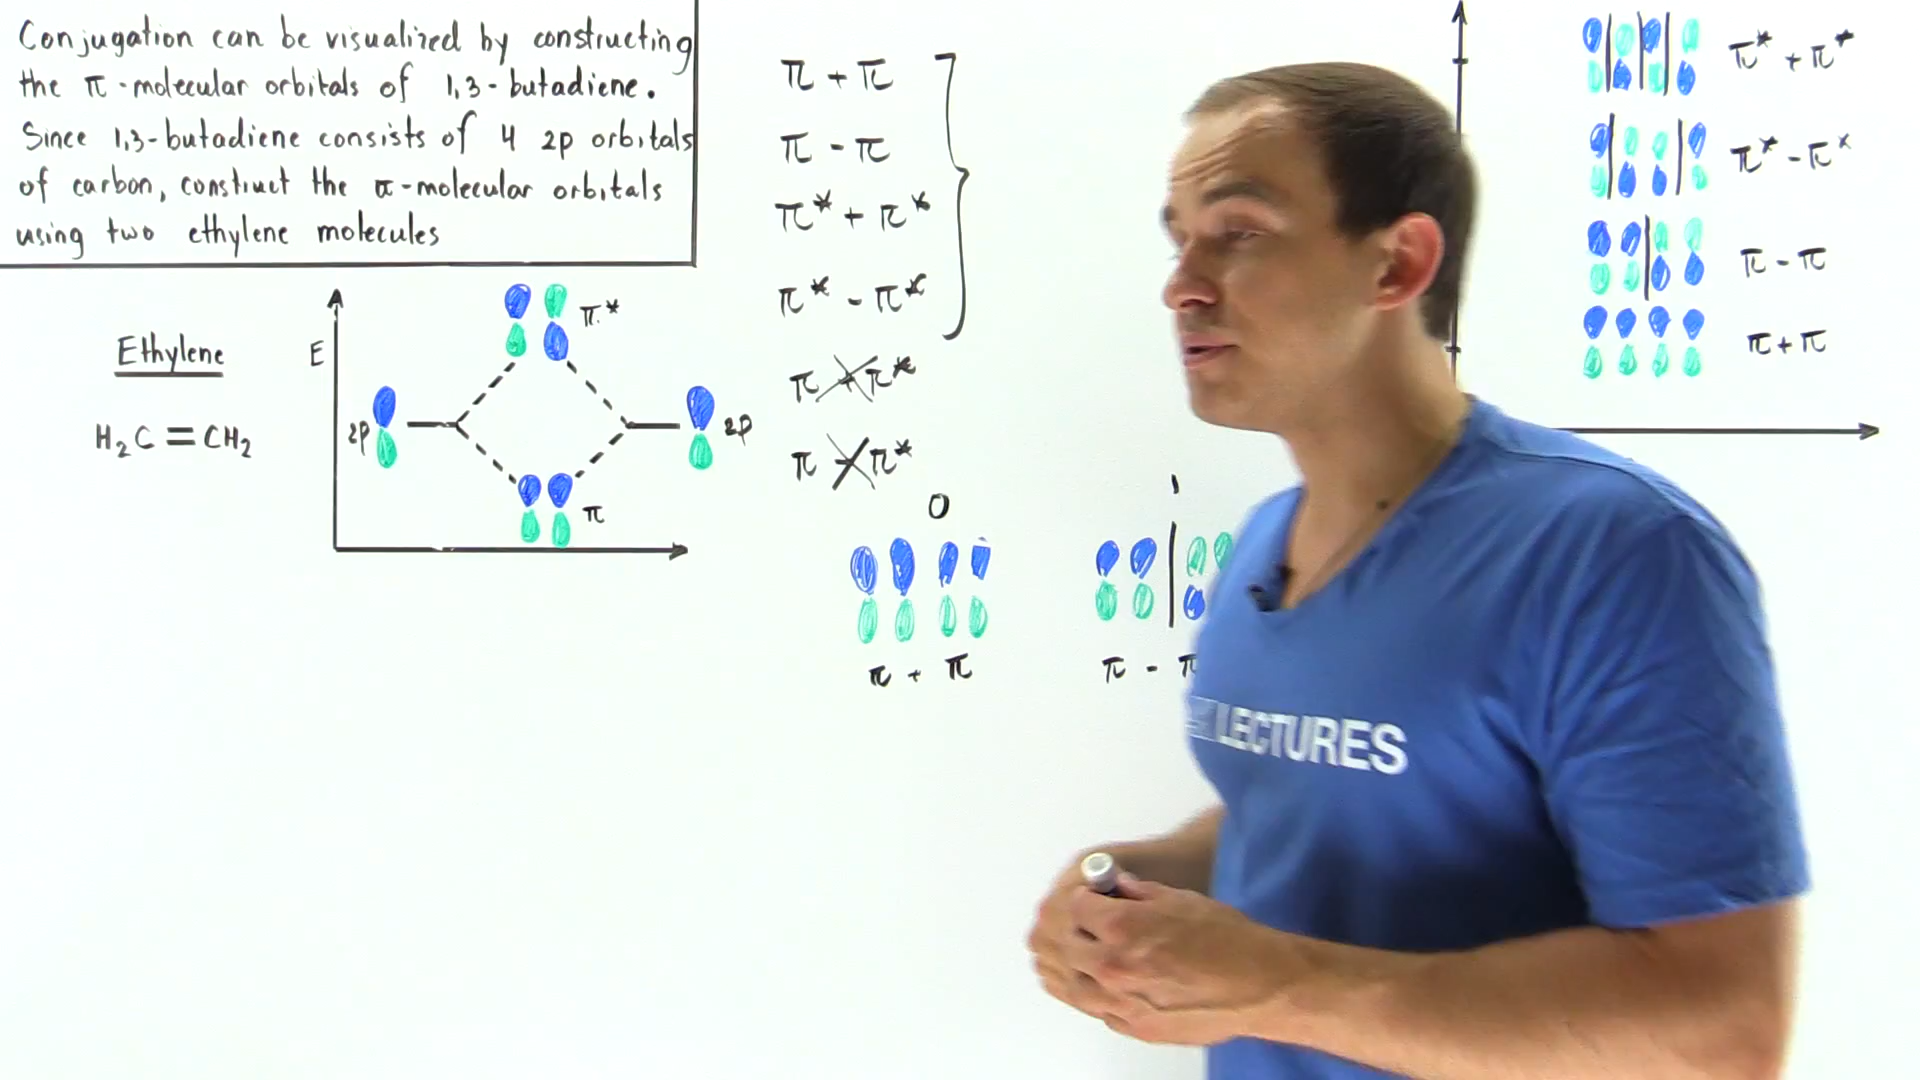 Conjugation can be visualized by constructing
the π-molecular orbitals of 1,3-butadiene.
Since 1,3-butadiene consists of 4 2p orbitals
of carbon, construct the π-molecular orbitals
using two ethylene molecules
Ethylene
H₂C=CH₂
E
π*
2p
2p
π
π + π
π - π
π* + π*
π* - π*
π + π*
π - π*
0
π + π
1
π - π
LECTURES
π* + π*
π* - π*
π - π
π + π